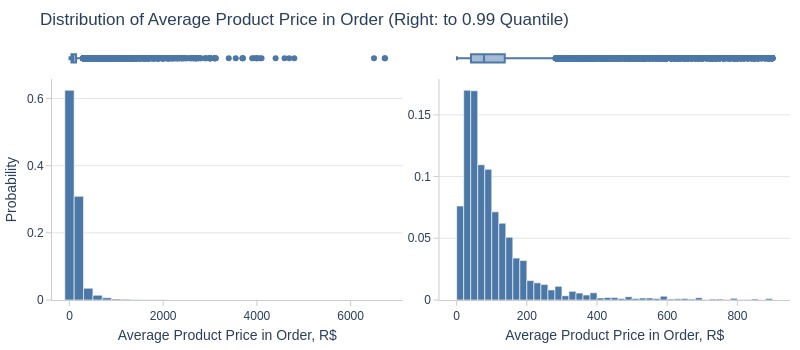 Distribution of Average Product Price in Order (Right: to 0.99 Quantile)
Probability
0.6
0.4
0.2
0
0 2000 4000 6000
Average Product Price in Order, R$
0.15
0.1
0.05
0
0 200 400 600 800
Average Product Price in Order, R$